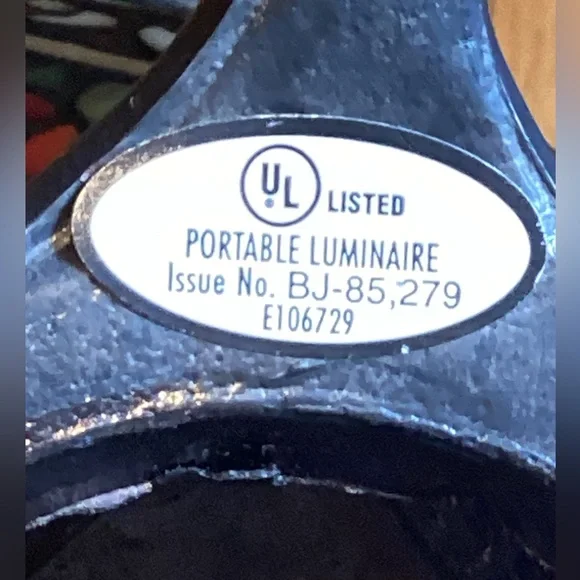 UL® LISTED
PORTABLE LUMINAIRE
Issue No. BJ-85,279
E106729